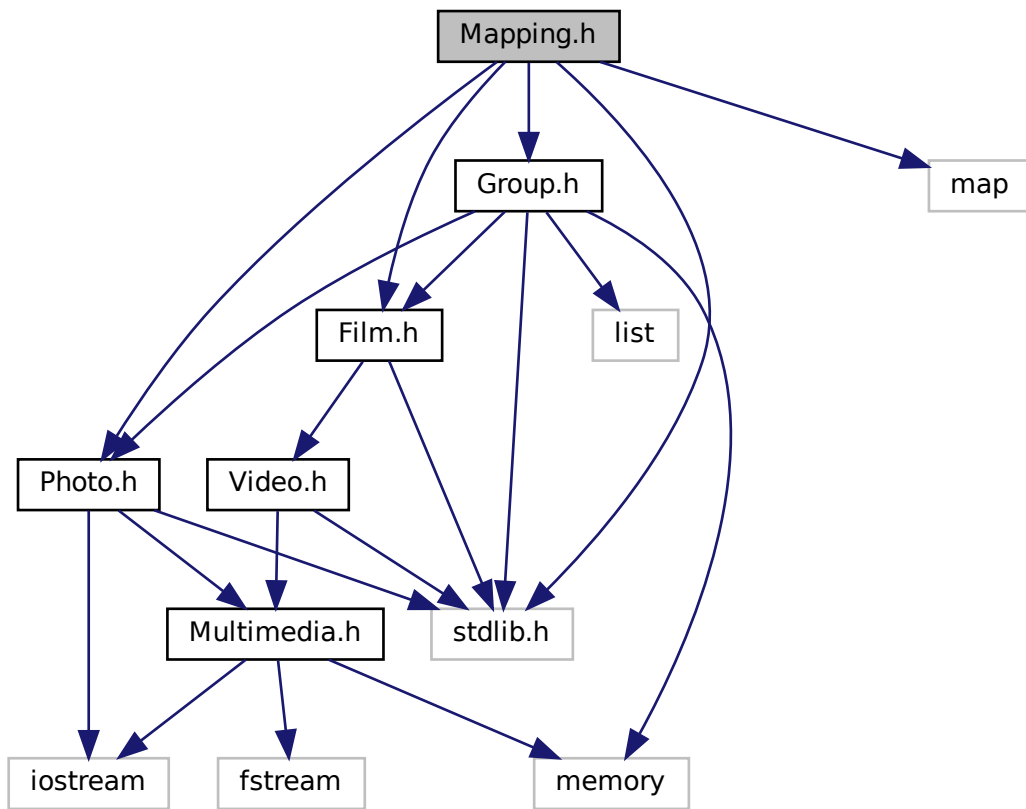 Mapping.h
Group.h
map
Film.h
list
Photo.h
Video.h
Multimedia.h
stdlib.h
iostream
fstream
memory